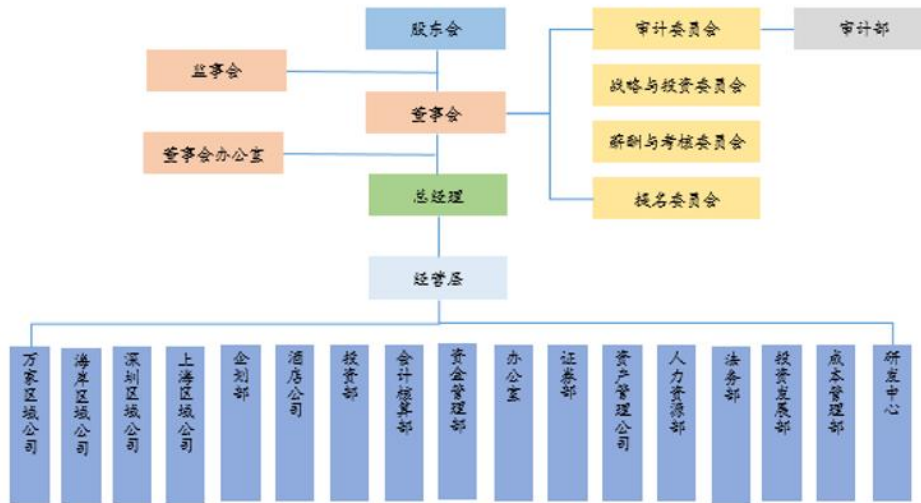 股东会
审计委员会
审计部
监事会
战略与投资委员会
董事会
薪酬与考核委员会
董事会办公室
总经理
提名委员会
经营层
万家区域公司
海岸区域公司
深圳区域公司
上海区域公司
企划部
酒店公司
投资部
会计核算部
资金管理部
办公室
证券部
资产管理公司
人力资源部
法务部
投资发展部
成本管理部
研发中心